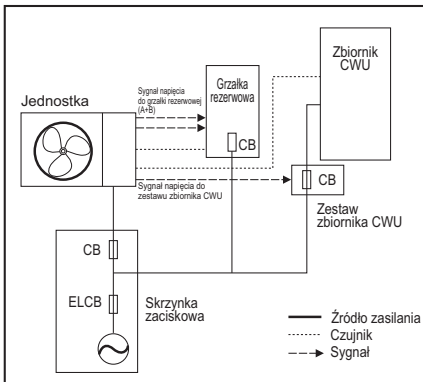 Jednostka
Sygnał napięcia
do grzałki rezerwowej
(A+B)
Grzałka
rezerwowa
CB
Zbiornik
CWU
Sygnał napięcia do
zestawu zbiornika CWU
CB
Zestaw
zbiornika CWU
CB
ELCB
Skrzynka
zaciskowa
Źródło zasilania
Czujnik
Sygnał